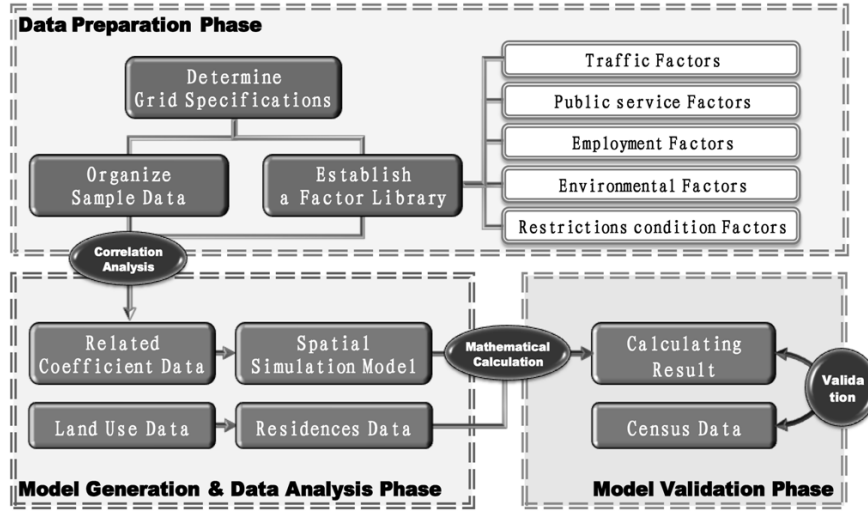 Data Preparation Phase
Determine
Grid Specifications
Organize
Sample Data
Establish
a Factor Library
Traffic Factors
Public service Factors
Employment Factors
Environmental Factors
Restrictions condition Factors
Correlation
Analysis
Related
Coefficient Data
Spatial
Simulation Model
Mathematical
Calculation
Calculating
Result
Valida
tion
Land Use Data
Residences Data
Census Data
Model Generation & Data Analysis Phase
Model Validation Phase